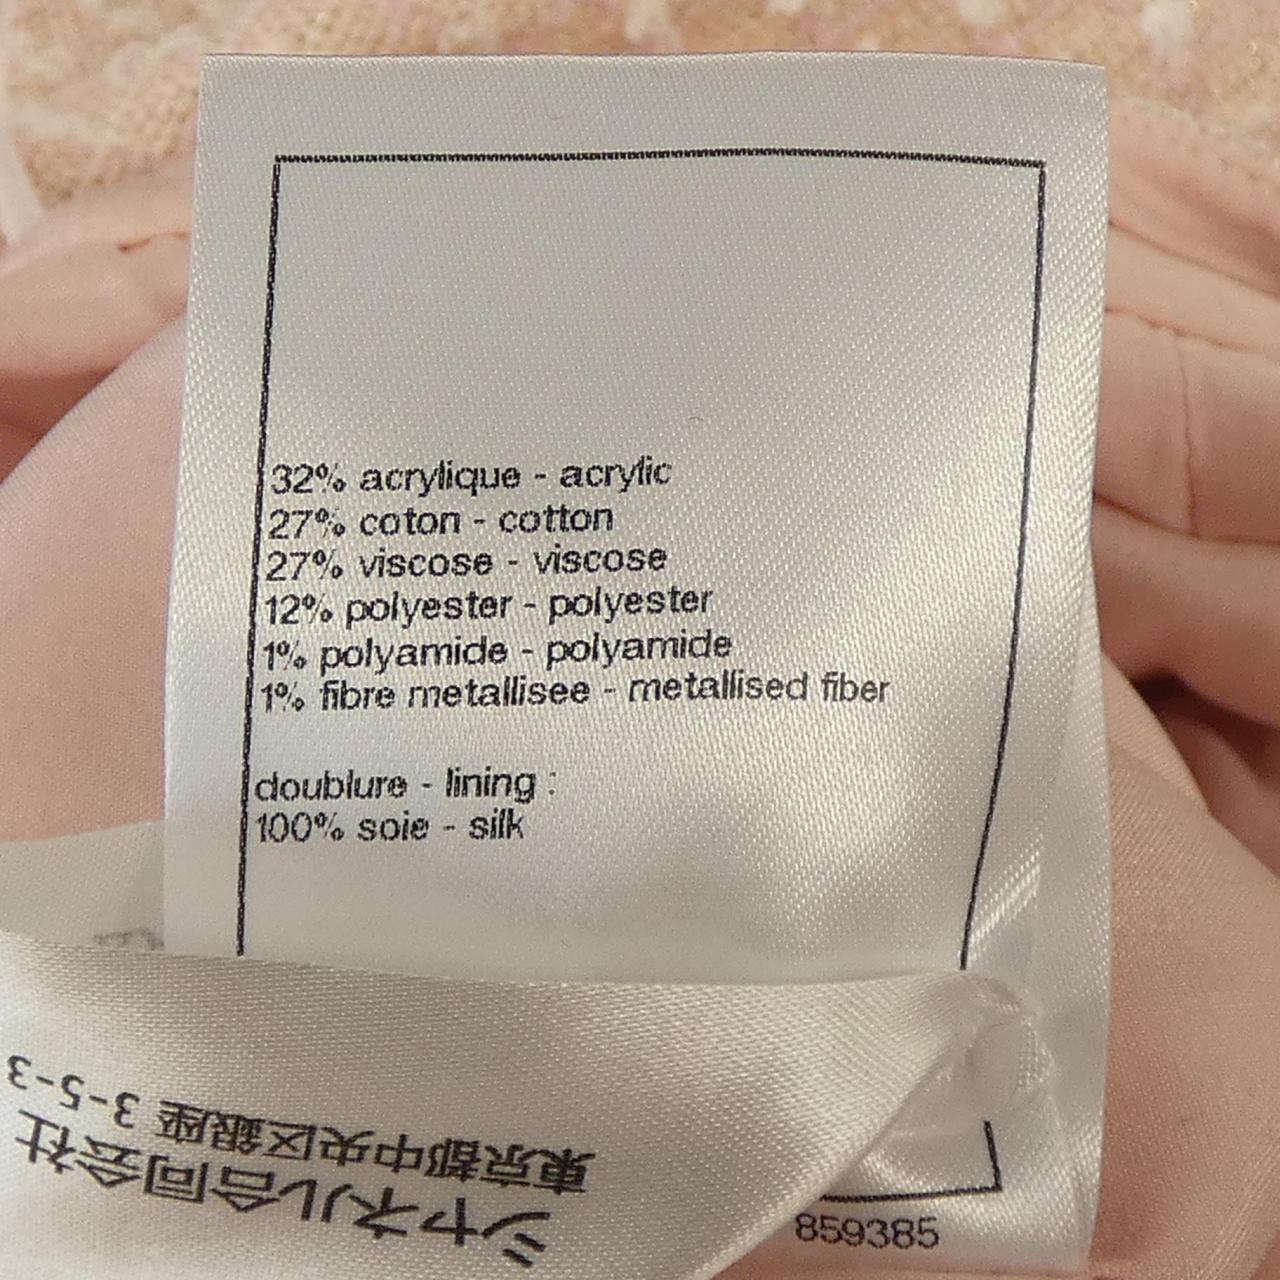 32% acrylique - acrylic
27% coton - cotton
27% viscose - viscose
12% polyester - polyester
1% polyamide - polyamide
1% fibre metallisee - metallised fiber
doublure - lining :
100% soie - silk
859385
シャネル合同会社
東京都中央区銀座 3-5-3